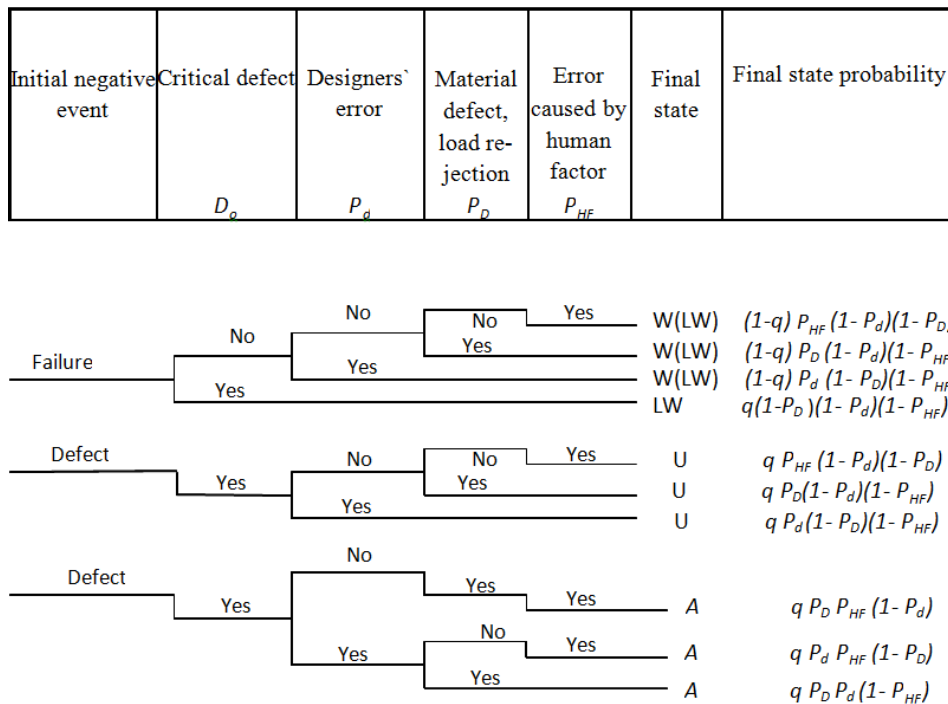 Initial negative
event
Critical defect
D_o
Designers`
error
P_d
Material
defect,
load re-
jection
P_D
Error
caused by
human
factor
P_HF
Final
state
Final state probability
No
No
No
Yes
W(LW) (1-q) P_HF (1- P_d)(1- P_D
Yes
W(LW) (1-q) P_D (1- P_d)(1- P_HF
Failure
Yes
W(LW) (1-q) P_d (1- P_D)(1- P_HF
Yes
LW q(1-P_D)(1- P_d)(1- P_HF)
Defect
Yes
No
No
Yes
U q P_HF (1- P_d)(1- P_D)
Yes
U q P_D(1- P_d)(1- P_HF)
Yes
U q P_d(1- P_D)(1- P_HF)
Defect
Yes
No
Yes
Yes
A q P_D P_HF (1- P_d)
Yes
No
Yes
A q P_d P_HF (1- P_D)
Yes
A q P_D P_d (1- P_HF)